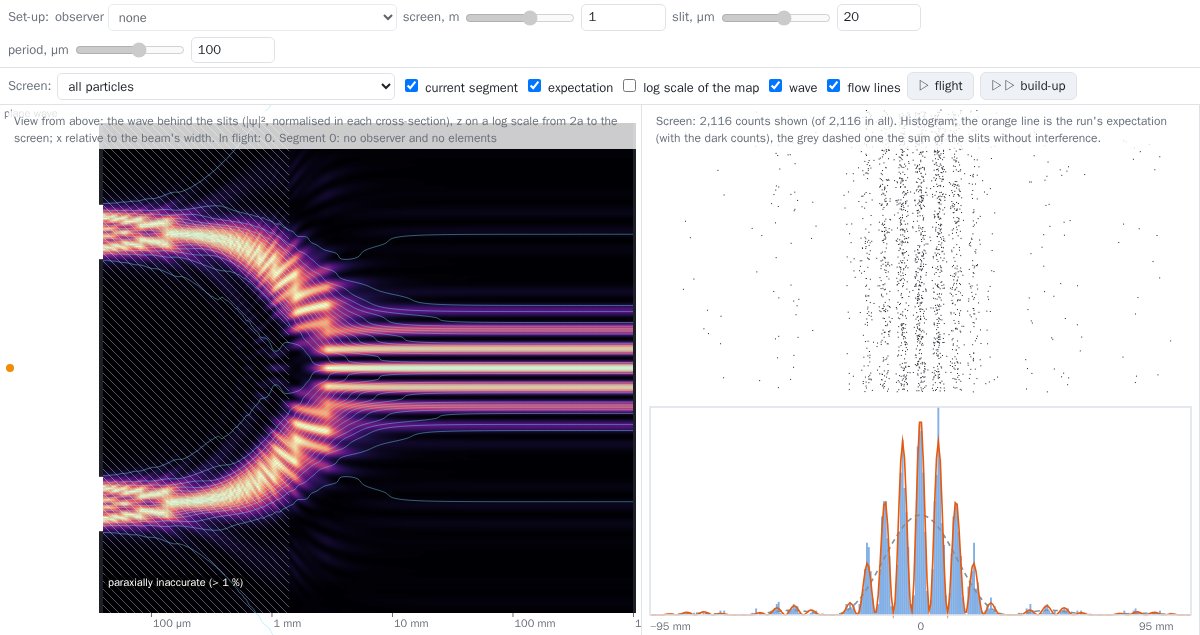 Set-up: observer none screen, m 1 slit, µm 20
period, µm 100
Screen: all particles current segment expectation log scale of the map wave flow lines ▷ flight ▷▷ build-up
View from above: the wave behind the slits (|ψ|², normalised in each cross-section), z on a log scale from 2a to the
screen; x relative to the beam's width. In flight: 0. Segment 0: no observer and no elements
paraxially inaccurate (> 1 %)
100 µm 1 mm 10 mm 100 mm 1
Screen: 2,116 counts shown (of 2,116 in all). Histogram; the orange line is the run's expectation
(with the dark counts), the grey dashed one the sum of the slits without interference.
−95 mm 0 95 mm